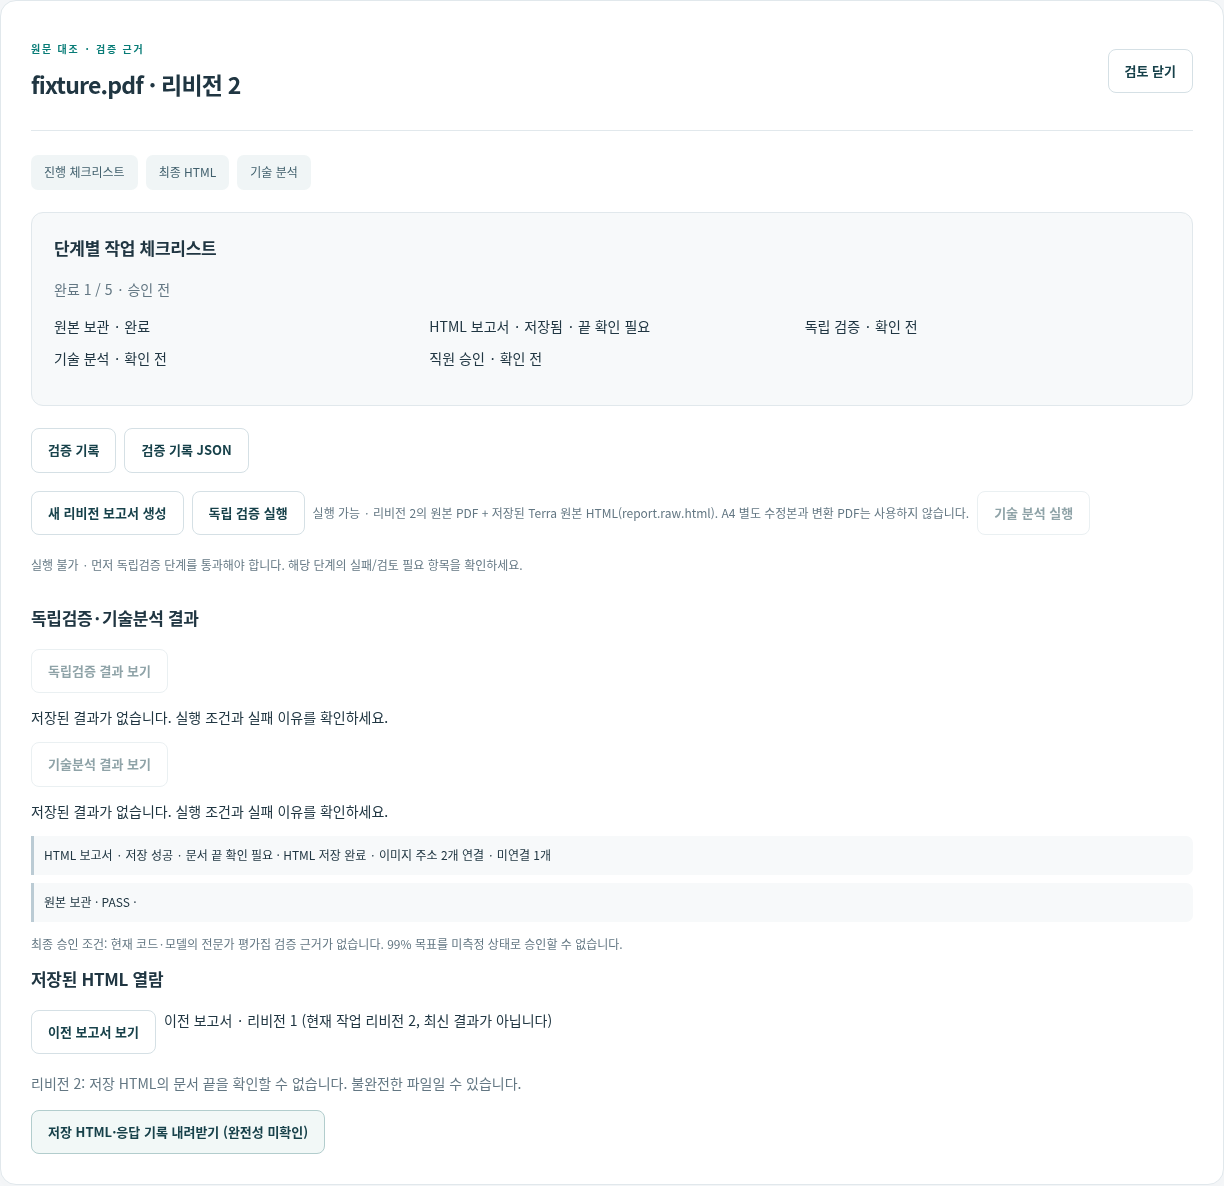 원문 대조 · 검증 근거
fixture.pdf · 리비전 2
검토 닫기
진행 체크리스트
최종 HTML
기술 분석
단계별 작업 체크리스트
완료 1 / 5 · 승인 전
원본 보관 · 완료
HTML 보고서 · 저장됨 · 끝 확인 필요
독립 검증 · 확인 전
기술 분석 · 확인 전
직원 승인 · 확인 전
검증 기록
검증 기록 JSON
새 리비전 보고서 생성
독립 검증 실행
실행 가능 · 리비전 2의 원본 PDF + 저장된 Terra 원본 HTML(report.raw.html). A4 별도 수정본과 변환 PDF는 사용하지 않습니다.
기술 분석 실행
실행 불가 · 먼저 독립검증 단계를 통과해야 합니다. 해당 단계의 실패/검토 필요 항목을 확인하세요.
독립검증·기술분석 결과
독립검증 결과 보기
저장된 결과가 없습니다. 실행 조건과 실패 이유를 확인하세요.
기술분석 결과 보기
저장된 결과가 없습니다. 실행 조건과 실패 이유를 확인하세요.
HTML 보고서 · 저장 성공 · 문서 끝 확인 필요 · HTML 저장 완료 · 이미지 주소 2개 연결 · 미연결 1개
원본 보관 · PASS ·
최종 승인 조건: 현재 코드·모델의 전문가 평가집 검증 근거가 없습니다. 99% 목표를 미측정 상태로 승인할 수 없습니다.
저장된 HTML 열람
이전 보고서 보기
이전 보고서 · 리비전 1 (현재 작업 리비전 2, 최신 결과가 아닙니다)
리비전 2: 저장 HTML의 문서 끝을 확인할 수 없습니다. 불완전한 파일일 수 있습니다.
저장 HTML·응답 기록 내려받기 (완전성 미확인)